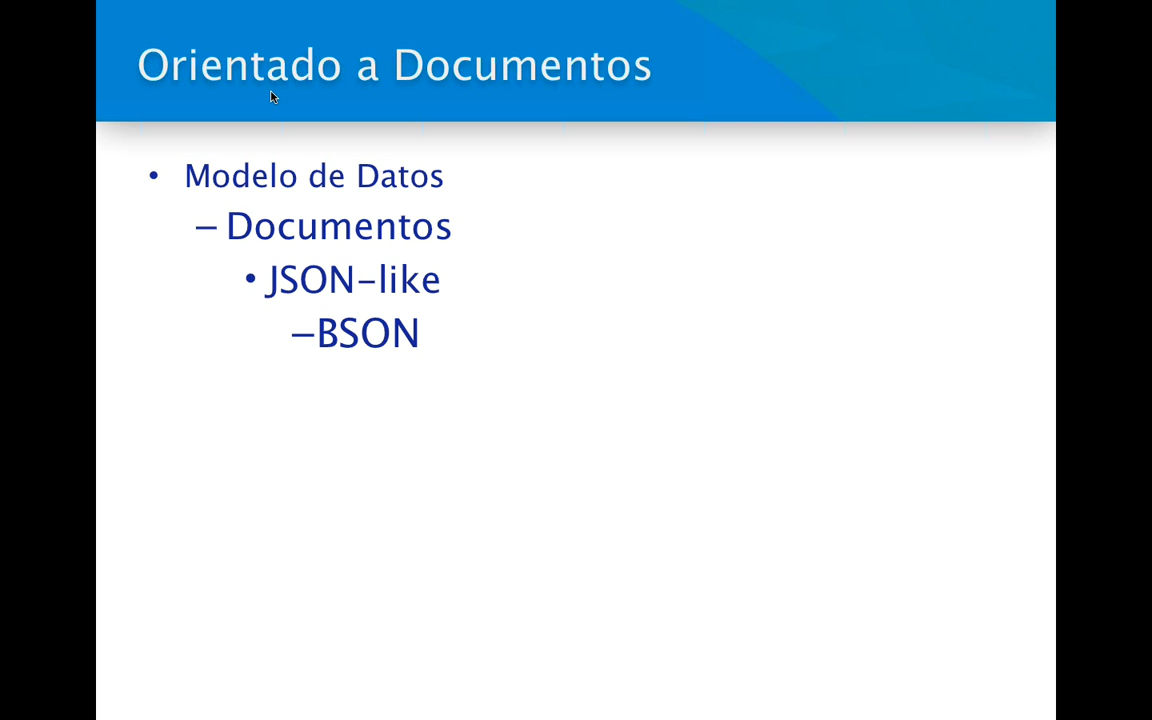 Orientado a Documentos
• Modelo de Datos
– Documentos
• JSON-like
–BSON